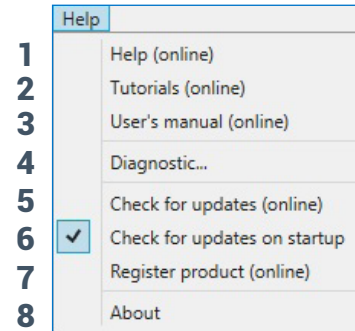 Help
1 Help (online)
2 Tutorials (online)
3 User's manual (online)
4 Diagnostic...
5 Check for updates (online)
6 Check for updates on startup
7 Register product (online)
8 About